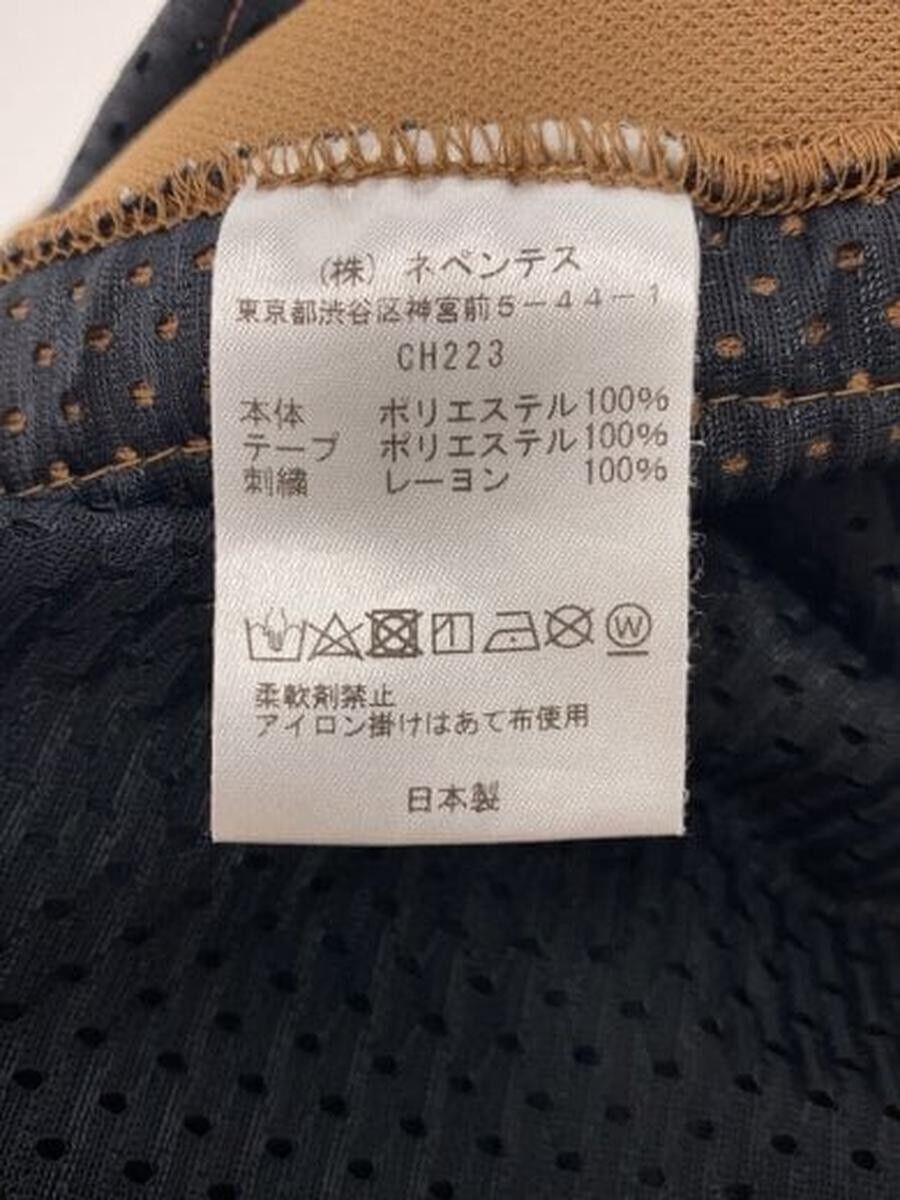 (株) ネペンテス
東京都渋谷区神宮前5-44-1
CH223
本体 ポリエステル100%
テープ ポリエステル100%
刺繍 レーヨン 100%
W
柔軟剤禁止
アイロン掛けはあて布使用
日本製